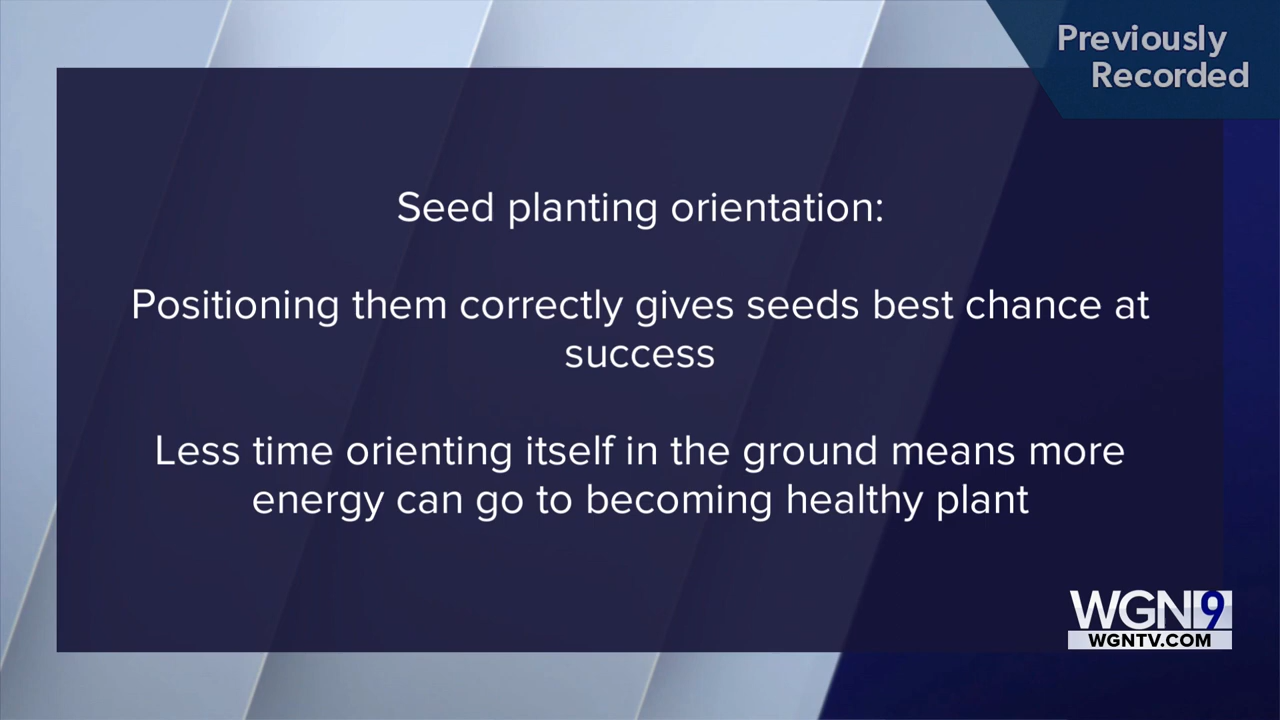 Previously
Recorded
Seed planting orientation:
Positioning them correctly gives seeds best chance at
success
Less time orienting itself in the ground means more
energy can go to becoming healthy plant
WGN9
WGNTV.COM